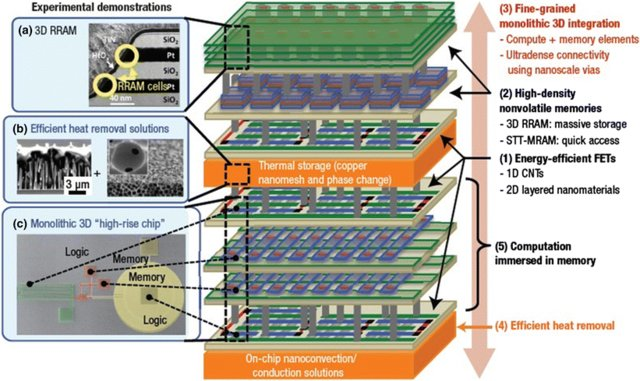 Experimental demonstrations
(a) 3D RRAM
SiO2
HfOx
Pt
SiO2
Pt
RRAM cells
SiO2
40 nm
(b) Efficient heat removal solutions
+
3 µm
(c) Monolithic 3D "high-rise chip"
Logic
Memory
Memory
Logic
Thermal storage (copper
nanomesh and phase change)
On-chip nanoconvection/
conduction solutions
(3) Fine-grained
monolithic 3D integration
- Compute + memory elements
- Ultradense connectivity
using nanoscale vias
(2) High-density
nonvolatile memories
- 3D RRAM: massive storage
- STT-MRAM: quick access
(1) Energy-efficient FETs
- 1D CNTs
- 2D layered nanomaterials
(5) Computation
immersed in memory
(4) Efficient heat removal